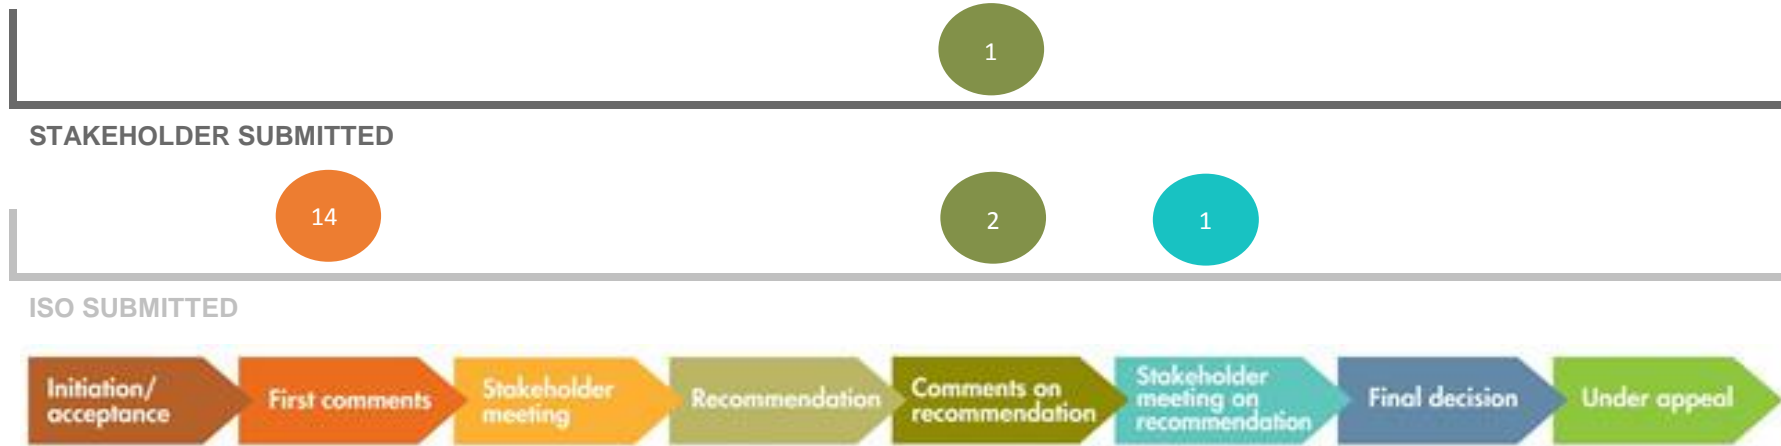 1
STAKEHOLDER SUBMITTED
14
2
1
ISO SUBMITTED
Initiation/
acceptance
First comments
Stakeholder
meeting
Recommendation
Comments on
recommendation
Stakeholder
meeting on
recommendation
Final decision
Under appeal